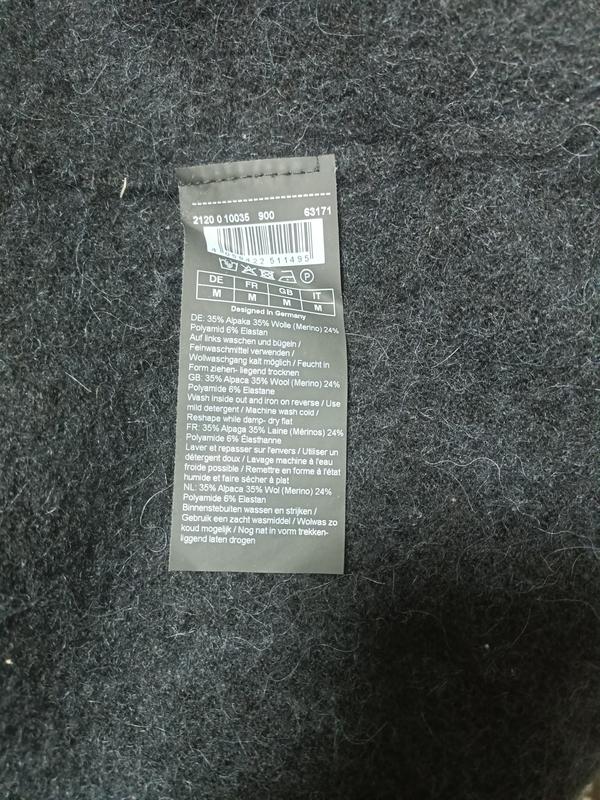 2120 0 10035 900 63171
511495
P
DE FR GB IT
M M M M
Designed in Germany
DE: 35% Alpaka 35% Wolle (Merino) 24%
Polyamid 6% Elastan
Auf links waschen und bügeln /
Feinwaschmittel verwenden /
Wollwaschgang kalt möglich / Feucht in
Form ziehen- liegend trocknen
GB: 35% Alpaca 35% Wool (Merino) 24%
Polyamide 6% Elastane
Wash inside out and iron on reverse / Use
mild detergent / Machine wash cold /
Reshape while damp- dry flat
FR: 35% Alpaga 35% Laine (Mérinos) 24%
Polyamide 6% Élasthanne
Laver et repasser sur l'envers / Utiliser un
détergent doux / Lavage machine à l'eau
froide possible / Remettre en forme à l'état
humide et faire sécher à plat
NL: 35% Alpaca 35% Wol (Merino) 24%
Polyamide 6% Elastan
Binnenstebuiten wassen en strijken /
Gebruik een zacht wasmiddel / Wolwas zo
koud mogelijk / Nog nat in vorm trekken-
liggend laten drogen